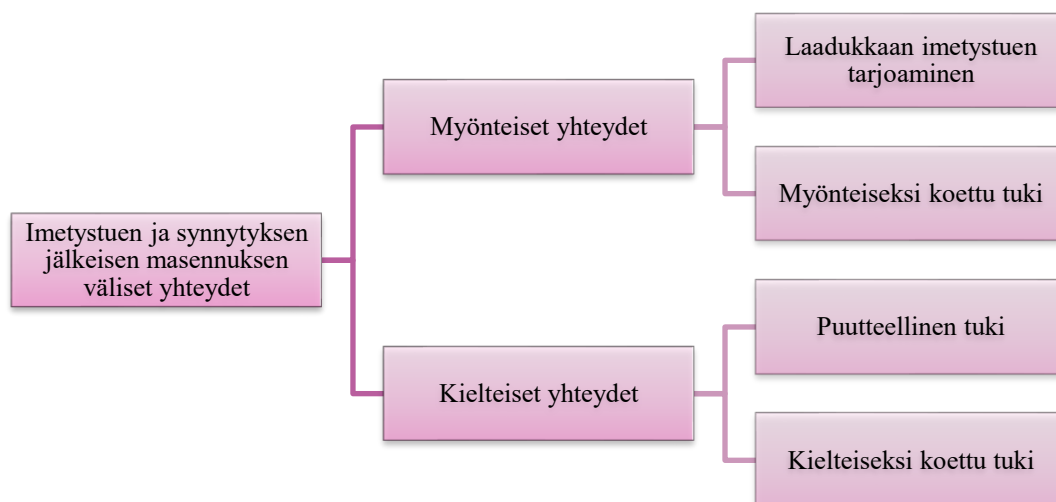 Imetystuen ja synnytyksen
jälkeisen masennuksen
väliset yhteydet
Myönteiset yhteydet
Laadukkaan imetystuen
tarjoaminen
Myönteiseksi koettu tuki
Kielteiset yhteydet
Puutteellinen tuki
Kielteiseksi koettu tuki